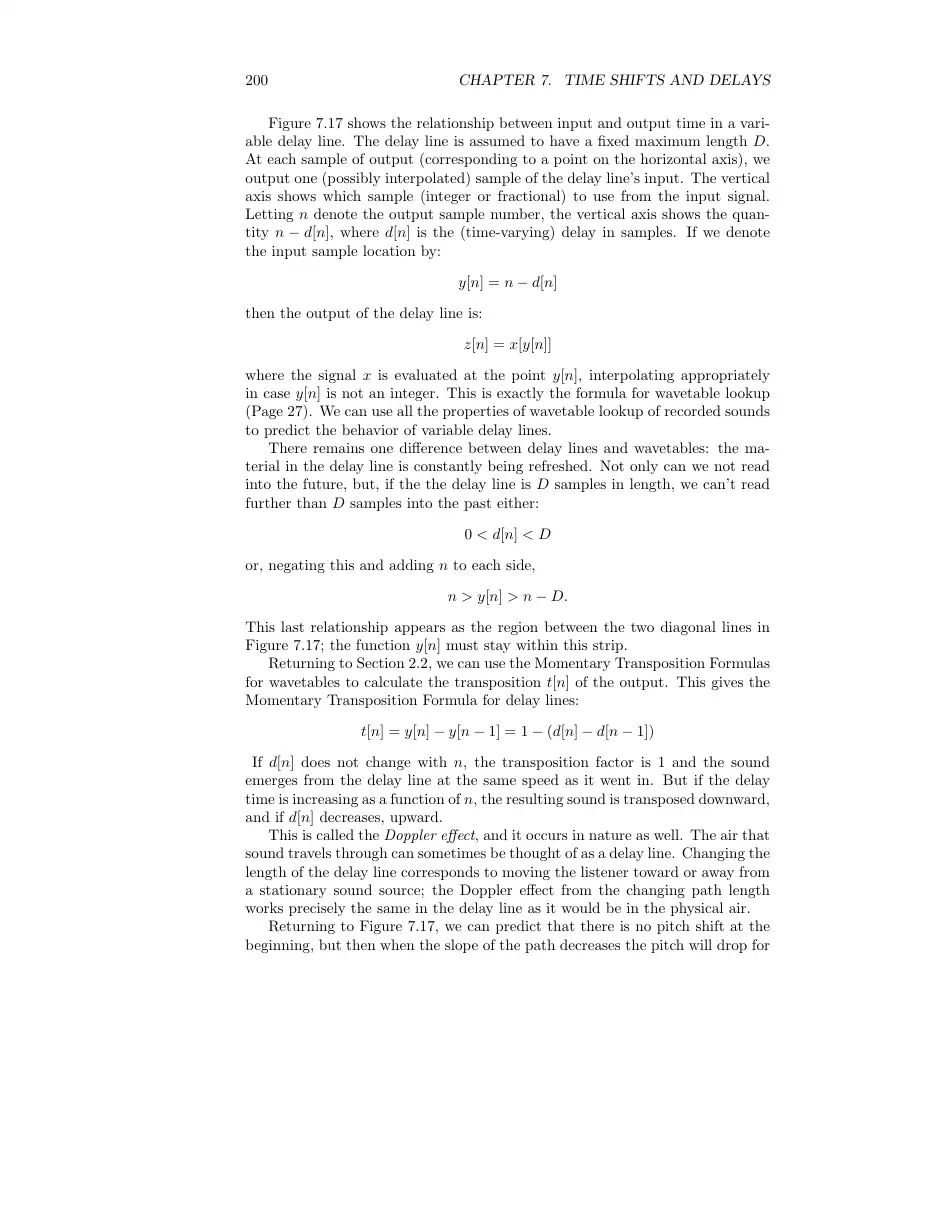 200 CHAPTER 7. TIME SHIFTS AND DELAYS
Figure 7.17 shows the relationship between input and output time in a vari-
able delay line. The delay line is assumed to have a fixed maximum length D.
At each sample of output (corresponding to a point on the horizontal axis), we
output one (possibly interpolated) sample of the delay line's input. The vertical
axis shows which sample (integer or fractional) to use from the input signal.
Letting n denote the output sample number, the vertical axis shows the quan-
tity n − d[n], where d[n] is the (time-varying) delay in samples. If we denote
the input sample location by:
y[n] = n − d[n]
then the output of the delay line is:
z[n] = x[y[n]]
where the signal x is evaluated at the point y[n], interpolating appropriately
in case y[n] is not an integer. This is exactly the formula for wavetable lookup
(Page 27). We can use all the properties of wavetable lookup of recorded sounds
to predict the behavior of variable delay lines.
There remains one difference between delay lines and wavetables: the ma-
terial in the delay line is constantly being refreshed. Not only can we not read
into the future, but, if the the delay line is D samples in length, we can't read
further than D samples into the past either:
0 < d[n] < D
or, negating this and adding n to each side,
n > y[n] > n − D.
This last relationship appears as the region between the two diagonal lines in
Figure 7.17; the function y[n] must stay within this strip.
Returning to Section 2.2, we can use the Momentary Transposition Formulas
for wavetables to calculate the transposition t[n] of the output. This gives the
Momentary Transposition Formula for delay lines:
t[n] = y[n] − y[n − 1] = 1 − (d[n] − d[n − 1])
If d[n] does not change with n, the transposition factor is 1 and the sound
emerges from the delay line at the same speed as it went in. But if the delay
time is increasing as a function of n, the resulting sound is transposed downward,
and if d[n] decreases, upward.
This is called the Doppler effect, and it occurs in nature as well. The air that
sound travels through can sometimes be thought of as a delay line. Changing the
length of the delay line corresponds to moving the listener toward or away from
a stationary sound source; the Doppler effect from the changing path length
works precisely the same in the delay line as it would be in the physical air.
Returning to Figure 7.17, we can predict that there is no pitch shift at the
beginning, but then when the slope of the path decreases the pitch will drop for